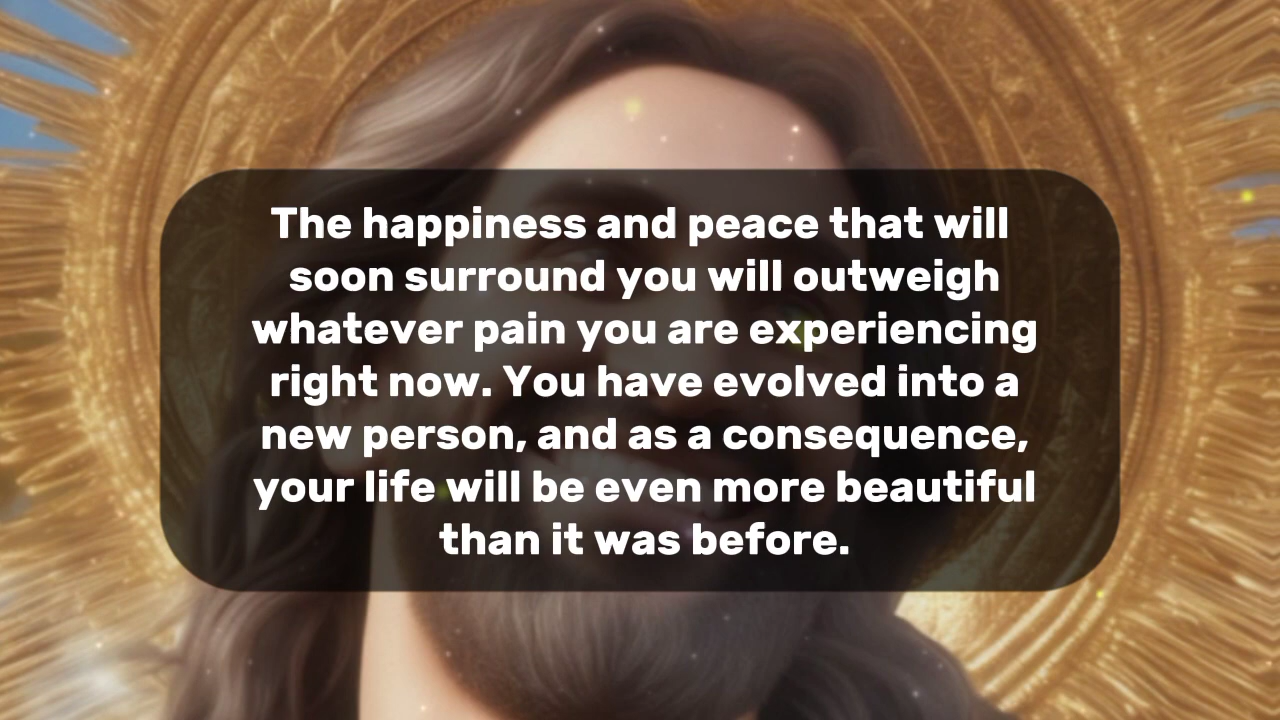 The happiness and peace that will
soon surround you will outweigh
whatever pain you are experiencing
right now. You have evolved into a
new person, and as a consequence,
your life will be even more beautiful
than it was before.